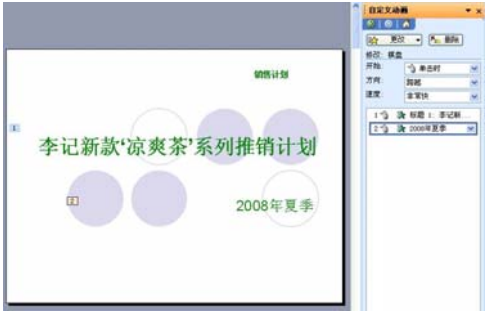 自定义动画
更改
删除
修改: 棋盘
开始: 单击时
方向: 跨越
速度: 非常快
1 标题 1: 李记新...
2 2008年夏季
销售计划
1
李记新款‘凉爽茶’系列推销计划
2
2008年夏季